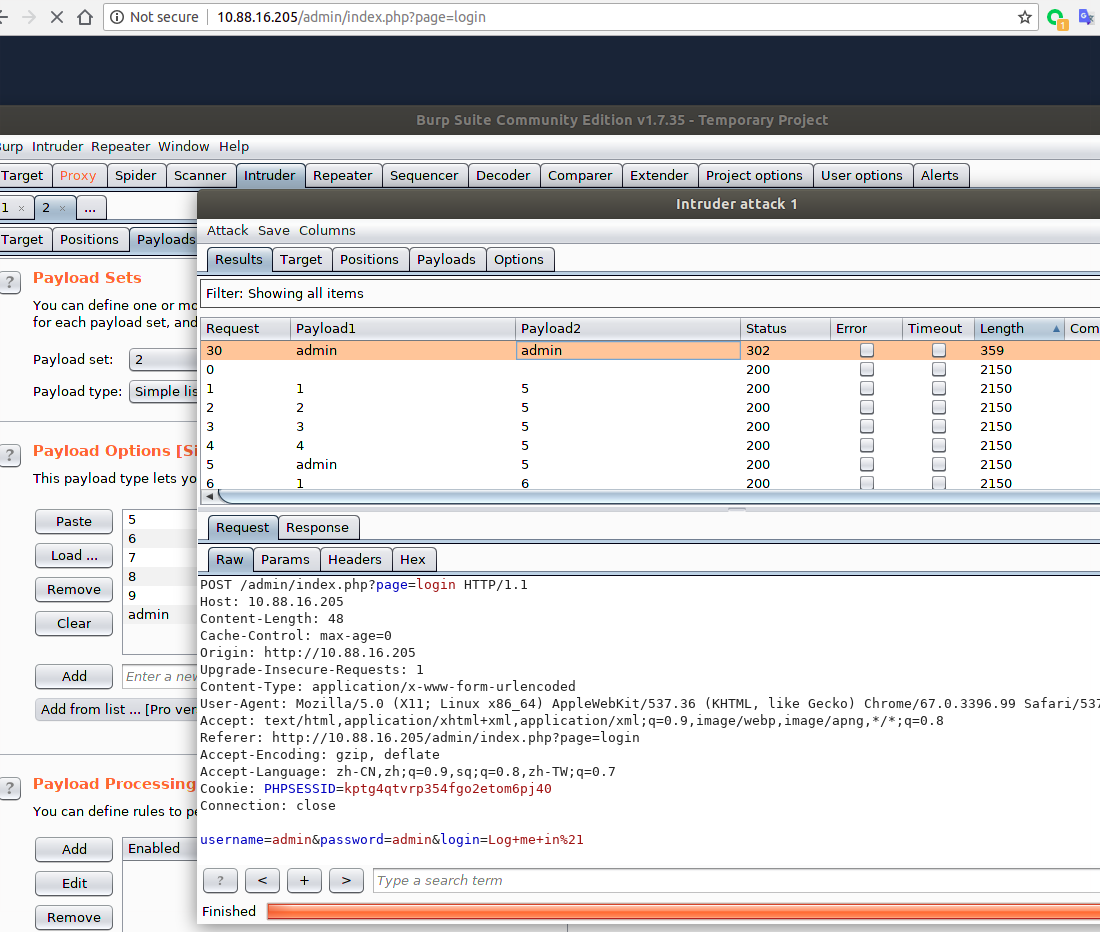 Not secure 10.88.16.205/admin/index.php?page=login
1
Burp Suite Community Edition v1.7.35 - Temporary Project
urp Intruder Repeater Window Help
Target Proxy Spider Scanner Intruder Repeater Sequencer Decoder Comparer Extender Project options User options Alerts
1 × 2 × ...
Target Positions Payloads
? Payload Sets
You can define one or mo
for each payload set, and
Payload set: 2
Payload type: Simple lis
? Payload Options [Si
This payload type lets yo
Paste 5
6
Load ... 7
8
Remove 9
admin
Clear
Add Enter a new
Add from list ... [Pro ver
? Payload Processing
You can define rules to pe
Add Enabled
Edit
Remove
Intruder attack 1
Attack Save Columns
Results Target Positions Payloads Options
Filter: Showing all items
Request Payload1 Payload2 Status Error Timeout Length Com
30 admin admin 302 359
0 200 2150
1 1 5 200 2150
2 2 5 200 2150
3 3 5 200 2150
4 4 5 200 2150
5 admin 5 200 2150
6 1 6 200 2150
Request Response
Raw Params Headers Hex
POST /admin/index.php?page=login HTTP/1.1
Host: 10.88.16.205
Content-Length: 48
Cache-Control: max-age=0
Origin: http://10.88.16.205
Upgrade-Insecure-Requests: 1
Content-Type: application/x-www-form-urlencoded
User-Agent: Mozilla/5.0 (X11; Linux x86_64) AppleWebKit/537.36 (KHTML, like Gecko) Chrome/67.0.3396.99 Safari/537
Accept: text/html,application/xhtml+xml,application/xml;q=0.9,image/webp,image/apng,*/*;q=0.8
Referer: http://10.88.16.205/admin/index.php?page=login
Accept-Encoding: gzip, deflate
Accept-Language: zh-CN,zh;q=0.9,sq;q=0.8,zh-TW;q=0.7
Cookie: PHPSESSID=kptg4qtvrp354fgo2etom6pj40
Connection: close
username=admin&password=admin&login=Log+me+in%21
? < + > Type a search term
Finished